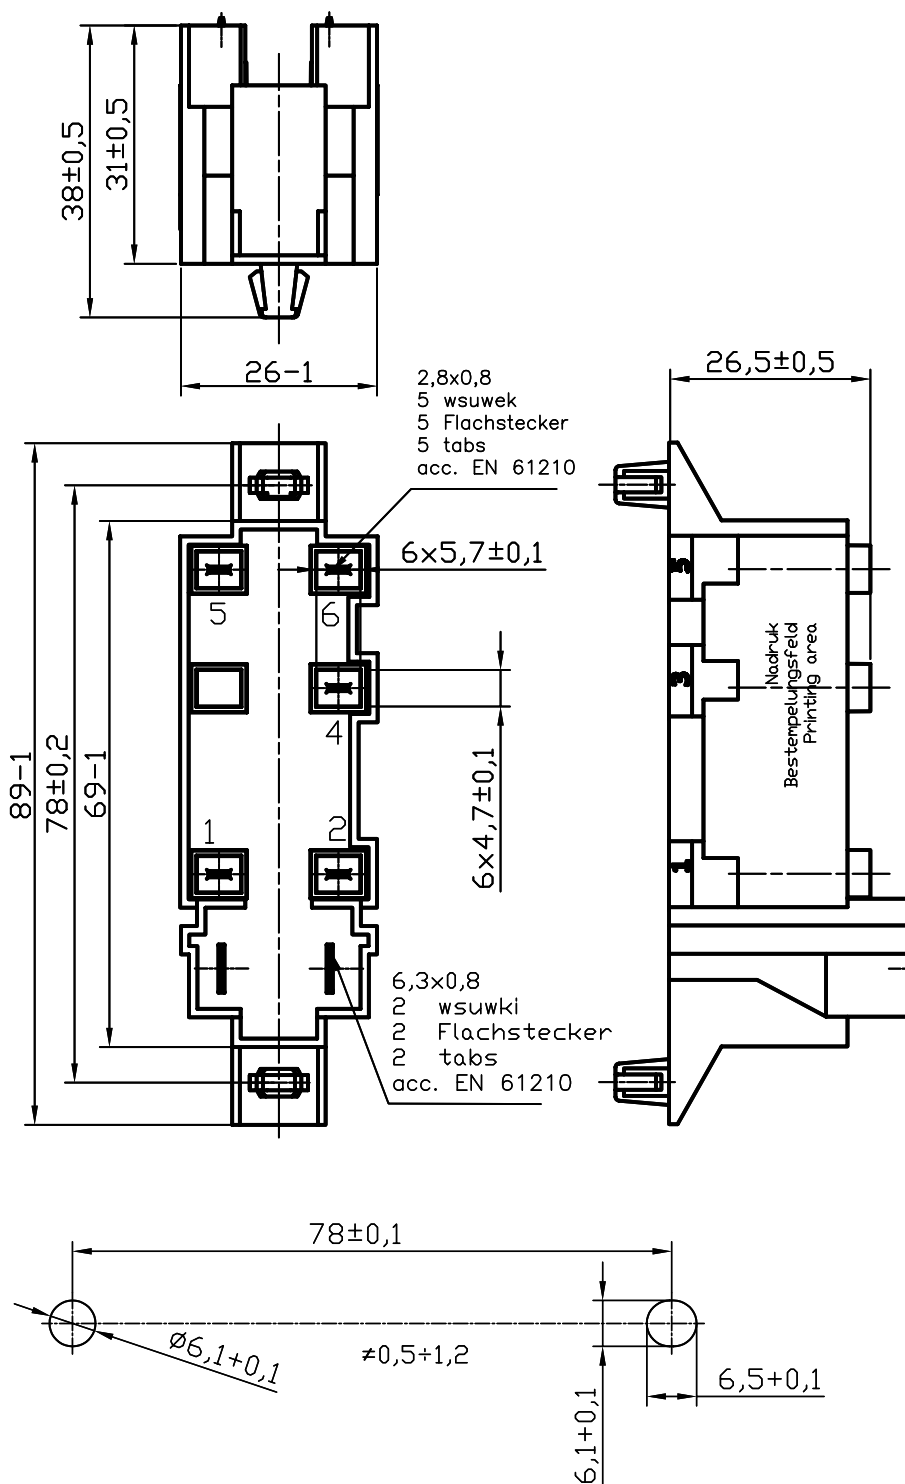 38±0,5
31±0,5
26-1
2,8x0,8
5 wsuwek
5 Flachstecker
5 tabs
acc. EN 61210
26,5±0,5
6x5,7±0,1
5
6
4
1
2
6x4,7±0,1
89-1
78±0,2
69-1
6,3x0,8
2 wsuwki
2 Flachstecker
2 tabs
acc. EN 61210
5
3
1
Nadruk
Bestempelungsfeld
Printing area
78±0,1
Ø6,1+0,1
≠0,5÷1,2
6,1+0,1
6,5+0,1